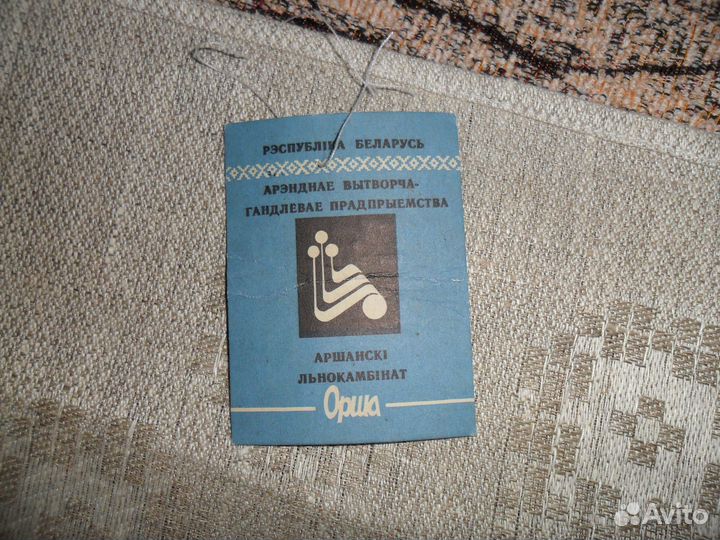 РЭСПУБЛІКА БЕЛАРУСЬ
АРЭНДНАЕ ВЫТВОРЧА-
ГАНДЛЕВАЕ ПРАДПРЫЕМСТВА
АРШАНСКІ
ЛЬНОКАМБІНАТ
Орша
Avito